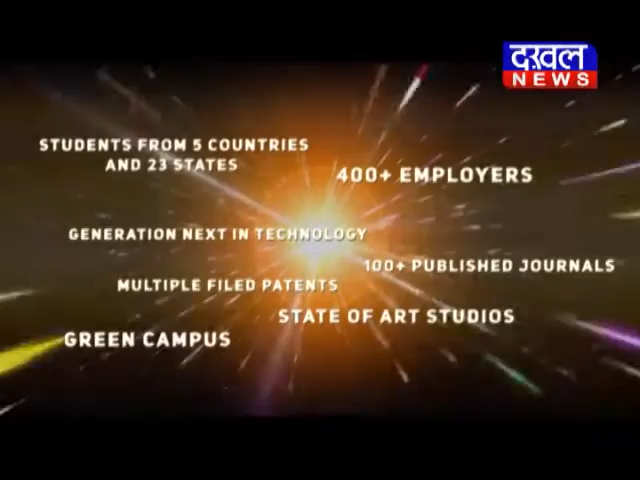 दख़ल
NEWS
STUDENTS FROM 5 COUNTRIES
AND 23 STATES
400+ EMPLOYERS
GENERATION NEXT IN TECHNOLOGY
100+ PUBLISHED JOURNALS
MULTIPLE FILED PATENTS
STATE OF ART STUDIOS
GREEN CAMPUS